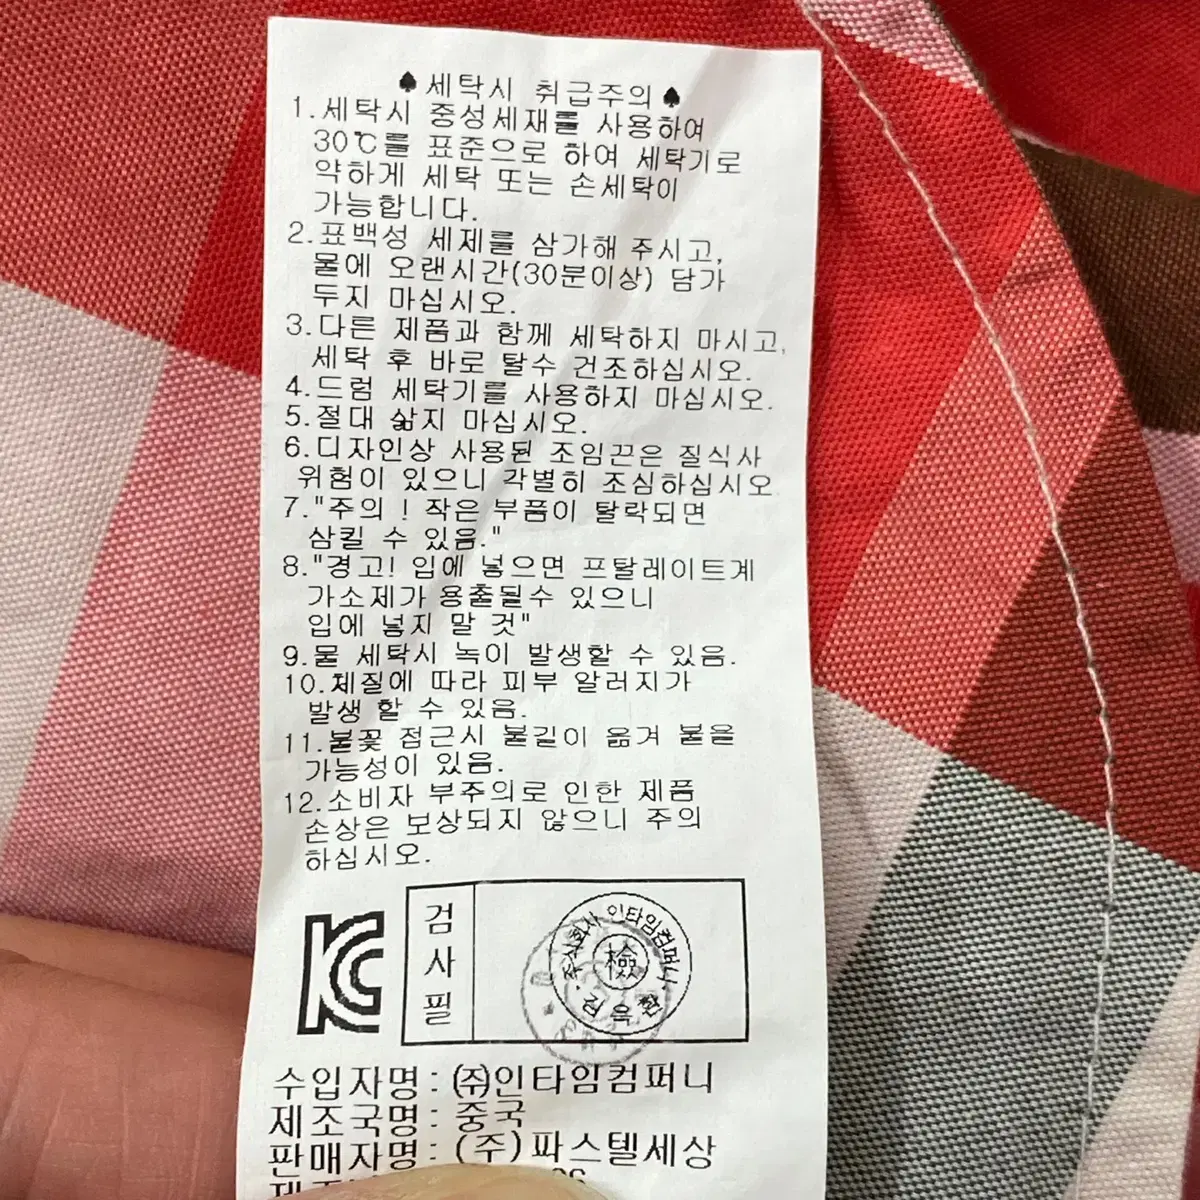 ♠세탁시 취급주의♠
1.세탁시 중성세재를 사용하여
30℃를 표준으로 하여 세탁기로
약하게 세탁 또는 손세탁이
가능합니다.
2.표백성 세제를 삼가해 주시고,
물에 오랜시간(30분이상) 담가
두지 마십시오.
3.다른 제품과 함께 세탁하지 마시고,
세탁 후 바로 탈수 건조하십시오.
4.드럼 세탁기를 사용하지 마십시오.
5.절대 삶지 마십시오.
6.디자인상 사용된 조임끈은 질식사
위험이 있으니 각별히 조심하십시오
7."주의! 작은 부품이 탈락되면
삼킬 수 있음."
8."경고! 입에 넣으면 프탈레이트계
가소제가 용출될수 있으니
입에 넣지 말 것"
9.물 세탁시 녹이 발생할 수 있음.
10.체질에 따라 피부 알러지가
발생 할 수 있음.
11.불꽃 접근시 불길이 옮겨 붙을
가능성이 있음.
12.소비자 부주의로 인한 제품
손상은 보상되지 않으니 주의
하십시오.
KC
검사필
주식회사 인타임컴퍼니
檢
수입자명 : ㈜인타임컴퍼니
제조국명 : 중국
판매자명 : (주)파스텔세상